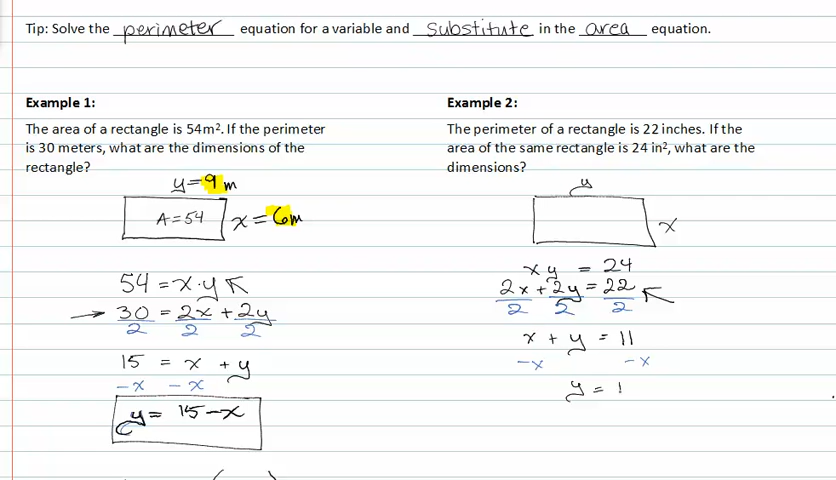 Tip: Solve the perimeter equation for a variable and substitute in the area equation.
Example 1:
The area of a rectangle is 54m². If the perimeter
is 30 meters, what are the dimensions of the
rectangle?
y = 9 m
A = 54
x = 6m
54 = x · y
30 = 2x + 2y
2 2 2
15 = x + y
-x -x
y = 15 - x
Example 2:
The perimeter of a rectangle is 22 inches. If the
area of the same rectangle is 24 in², what are the
dimensions?
y
x
xy = 24
2x + 2y = 22
2 2 2
x + y = 11
-x -x
y = 1